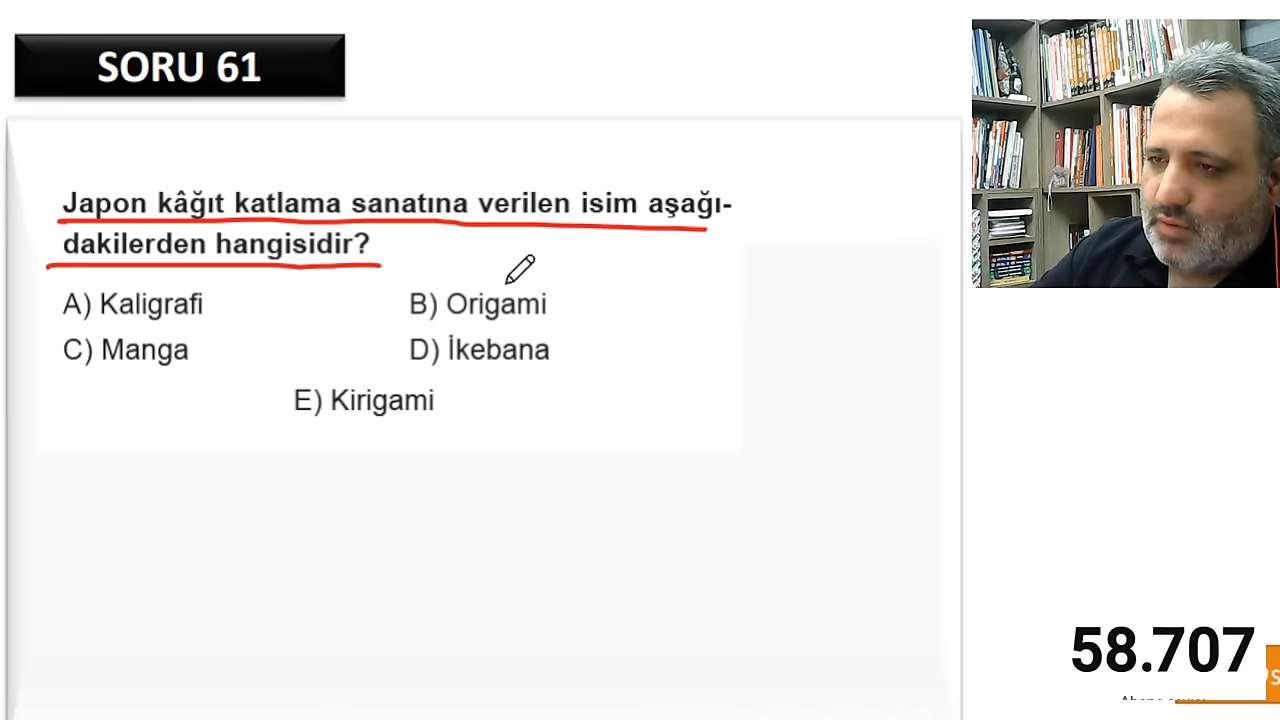 SORU 61
Japon kâğıt katlama sanatına verilen isim aşağı-
dakilerden hangisidir?
A) Kaligrafi B) Origami
C) Manga D) İkebana
E) Kirigami
58.707